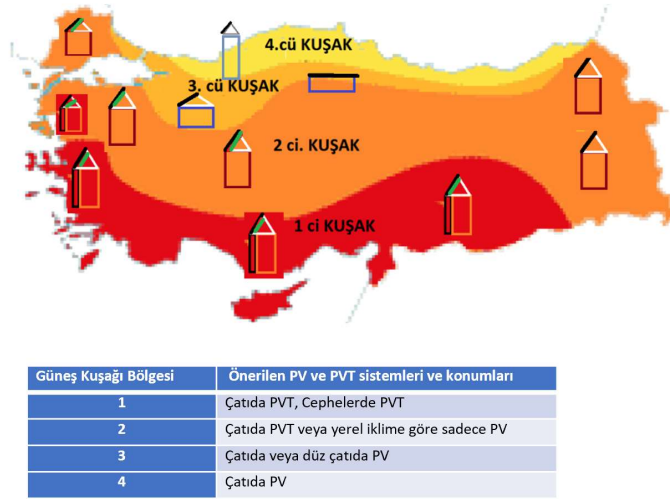 4.cü KUŞAK
3. cü KUŞAK
2 ci. KUŞAK
1 ci KUŞAK
Güneş Kuşağı Bölgesi Önerilen PV ve PVT sistemleri ve konumları
1 Çatıda PVT, Cephelerde PVT
2 Çatıda PVT veya yerel iklime göre sadece PV
3 Çatıda veya düz çatıda PV
4 Çatıda PV